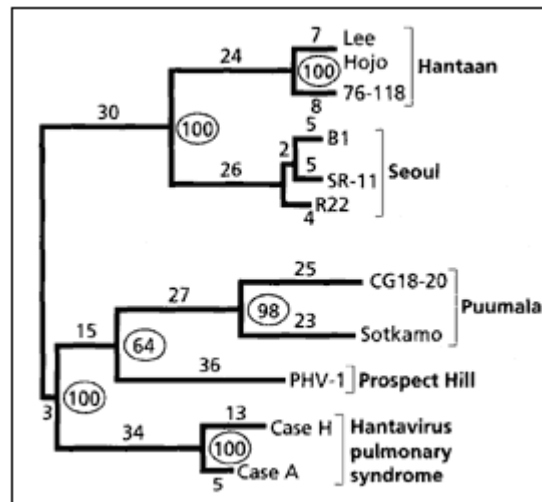 7
Lee
Hojo
24
100
Hantaan
76-118
8
30
100
5
B1
2
5
SR-11
Seoul
26
R22
4
25
CG18-20
27
98
Puumala
23
Sotkamo
15
64
36
PHV-1
Prospect Hill
3
100
13
Case H
34
100
Case A
5
Hantavirus
pulmonary
syndrome